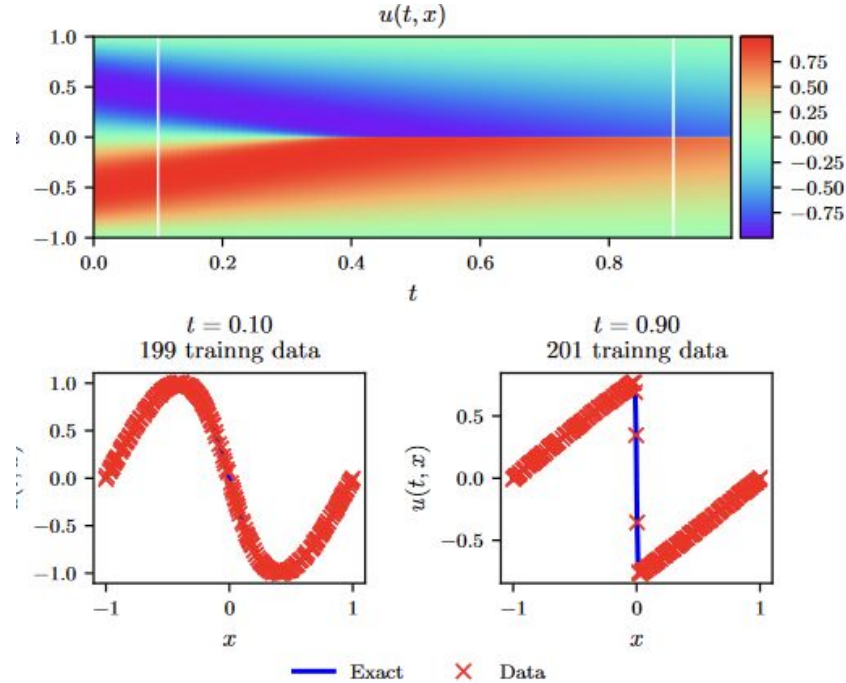 u(t, x)
1.0
0.5
0.0
−0.5
−1.0
0.0 0.2 0.4 0.6 0.8
t
0.75
0.50
0.25
0.00
−0.25
−0.50
−0.75
t = 0.10
199 trainng data
1.0
0.5
0.0
−0.5
−1.0
−1 0 1
x
t = 0.90
201 trainng data
u(t, x)
0.5
0.0
−0.5
−1 0 1
x
Exact Data